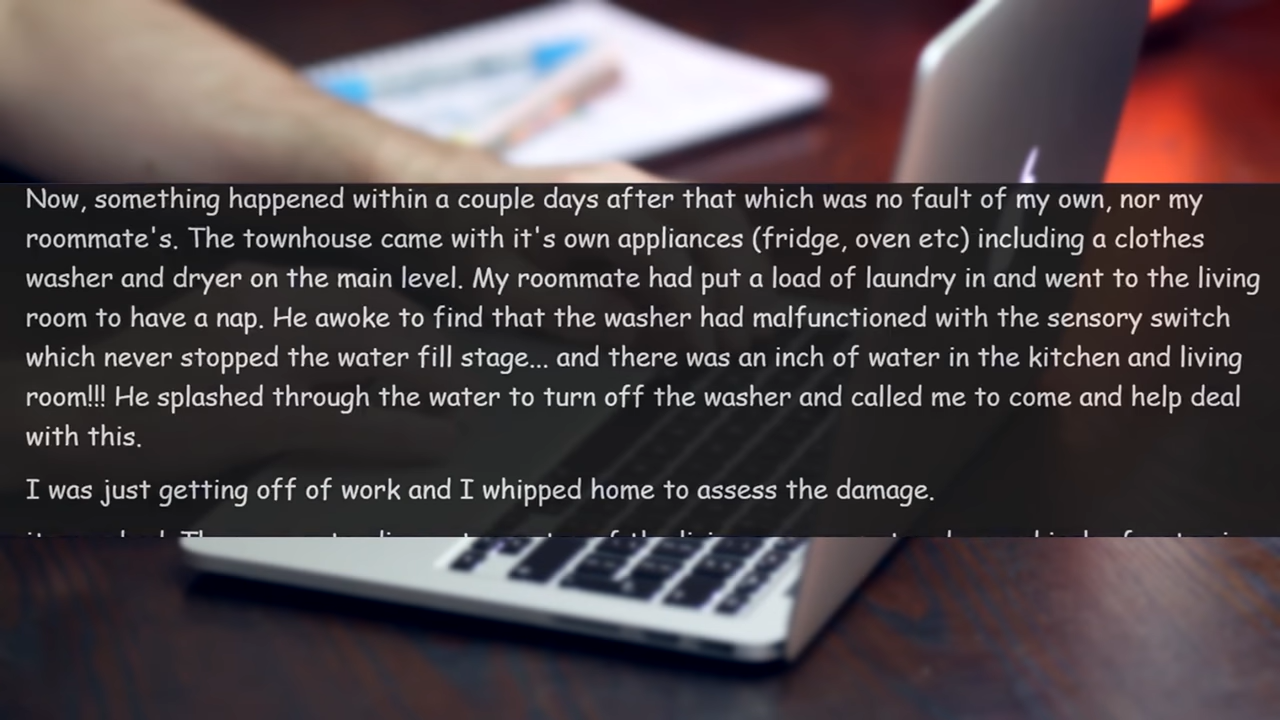 Now, something happened within a couple days after that which was no fault of my own, nor my
roommate's. The townhouse came with it's own appliances (fridge, oven etc) including a clothes
washer and dryer on the main level. My roommate had put a load of laundry in and went to the living
room to have a nap. He awoke to find that the washer had malfunctioned with the sensory switch
which never stopped the water fill stage... and there was an inch of water in the kitchen and living
room!!! He splashed through the water to turn off the washer and called me to come and help deal
with this.
I was just getting off of work and I whipped home to assess the damage.